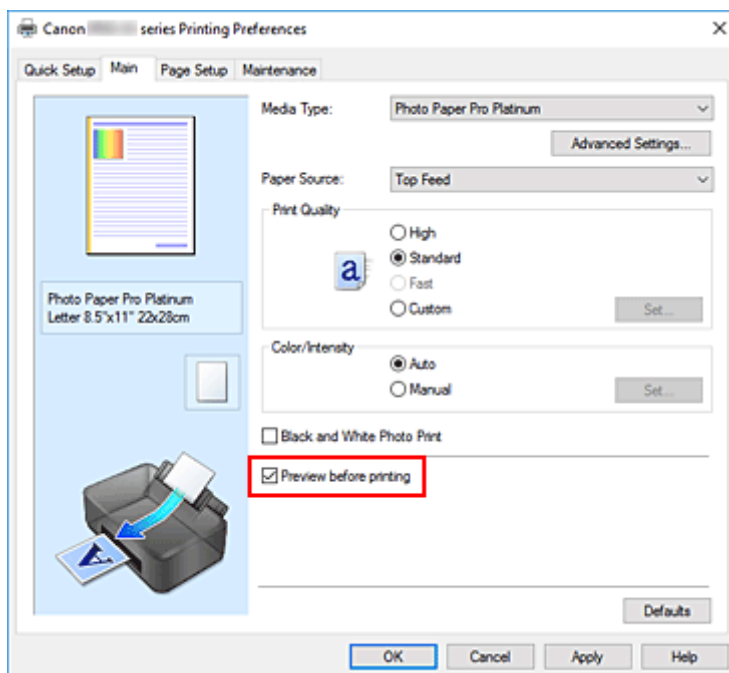 Canon series Printing Preferences
Quick Setup Main Page Setup Maintenance
Media Type: Photo Paper Pro Platinum
Advanced Settings...
Paper Source: Top Feed
Print Quality
High
a
Standard
Fast
Custom Set...
Photo Paper Pro Platinum
Letter 8.5"x11" 22x28cm
Color/Intensity
Auto
Manual Set...
Black and White Photo Print
Preview before printing
A
Defaults
OK Cancel Apply Help